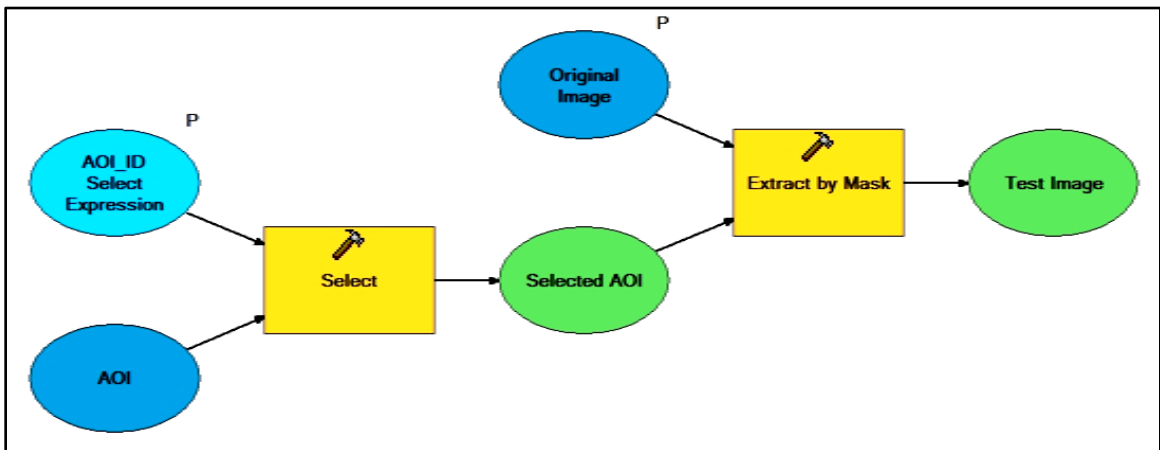 P
Original
Image
P
AOI_ID
Select
Expression
Extract by Mask
Test Image
Select
Selected AOI
AOI